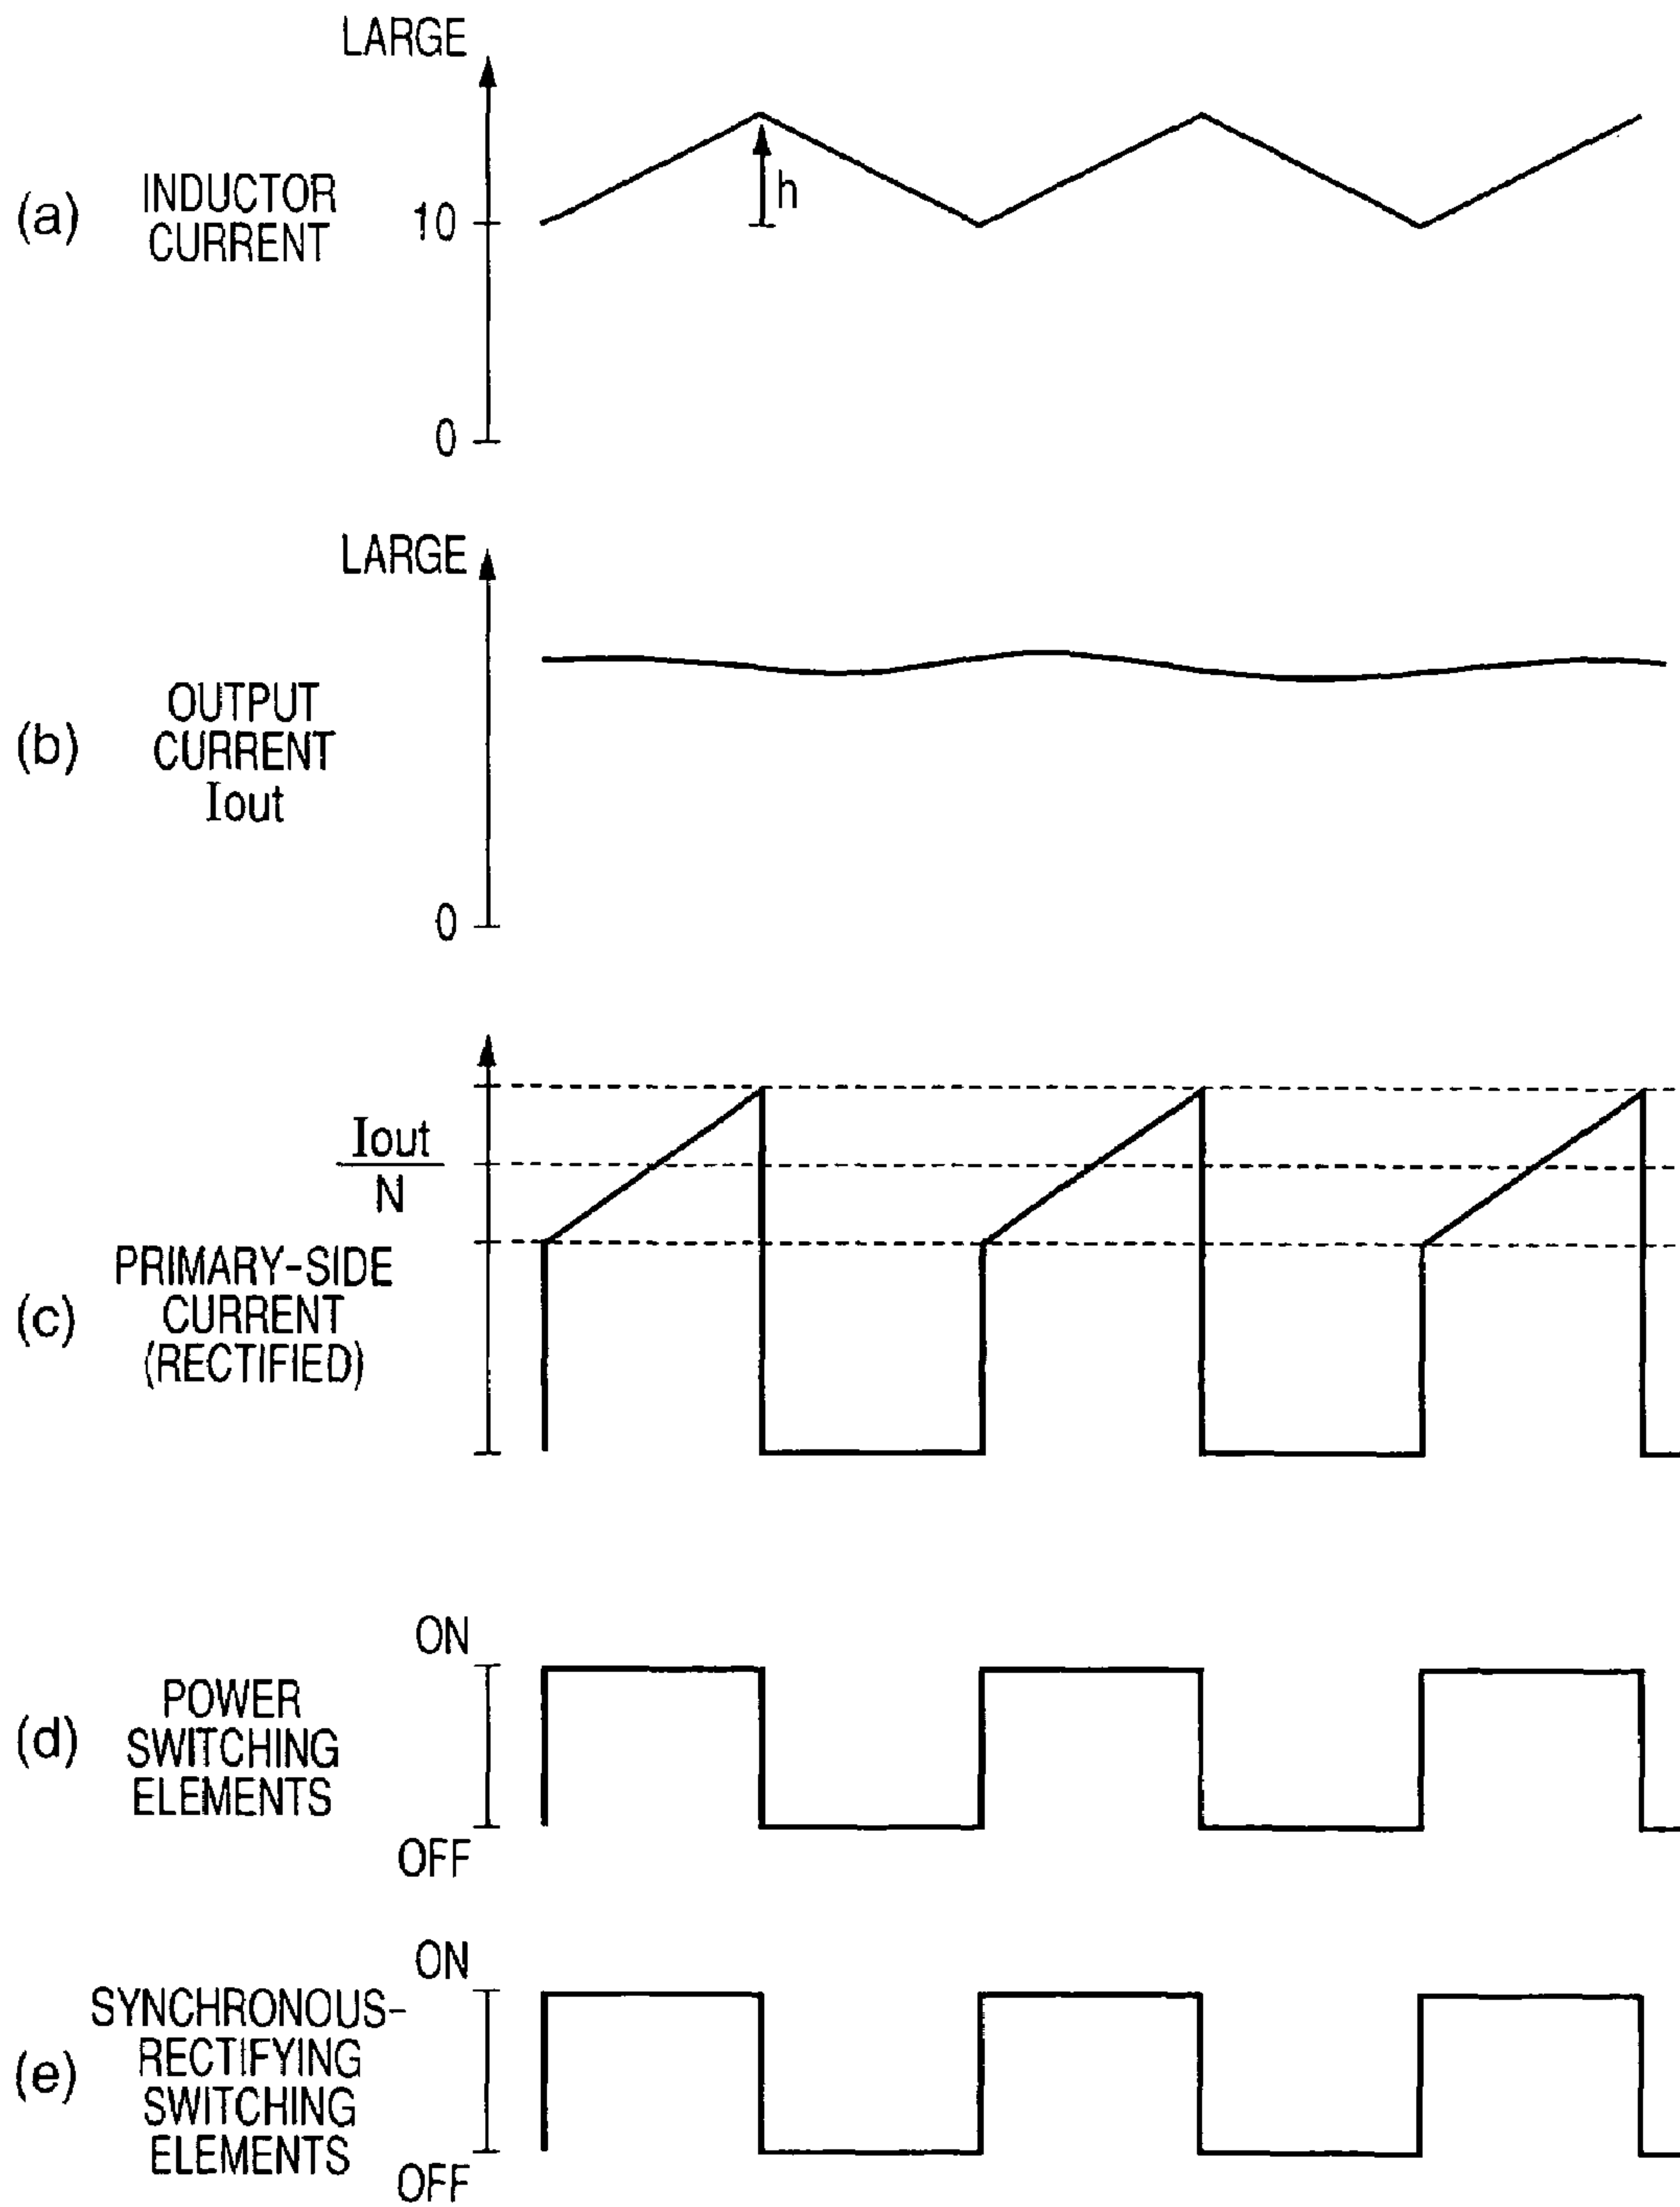 LARGE
(a)
INDUCTOR
CURRENT
10
h
0
LARGE
(b)
OUTPUT
CURRENT
Iout
0
Iout
N
(c)
PRIMARY-SIDE
CURRENT
(RECTIFIED)
ON
(d)
POWER
SWITCHING
ELEMENTS
OFF
ON
(e)
SYNCHRONOUS-
RECTIFYING
SWITCHING
ELEMENTS
OFF